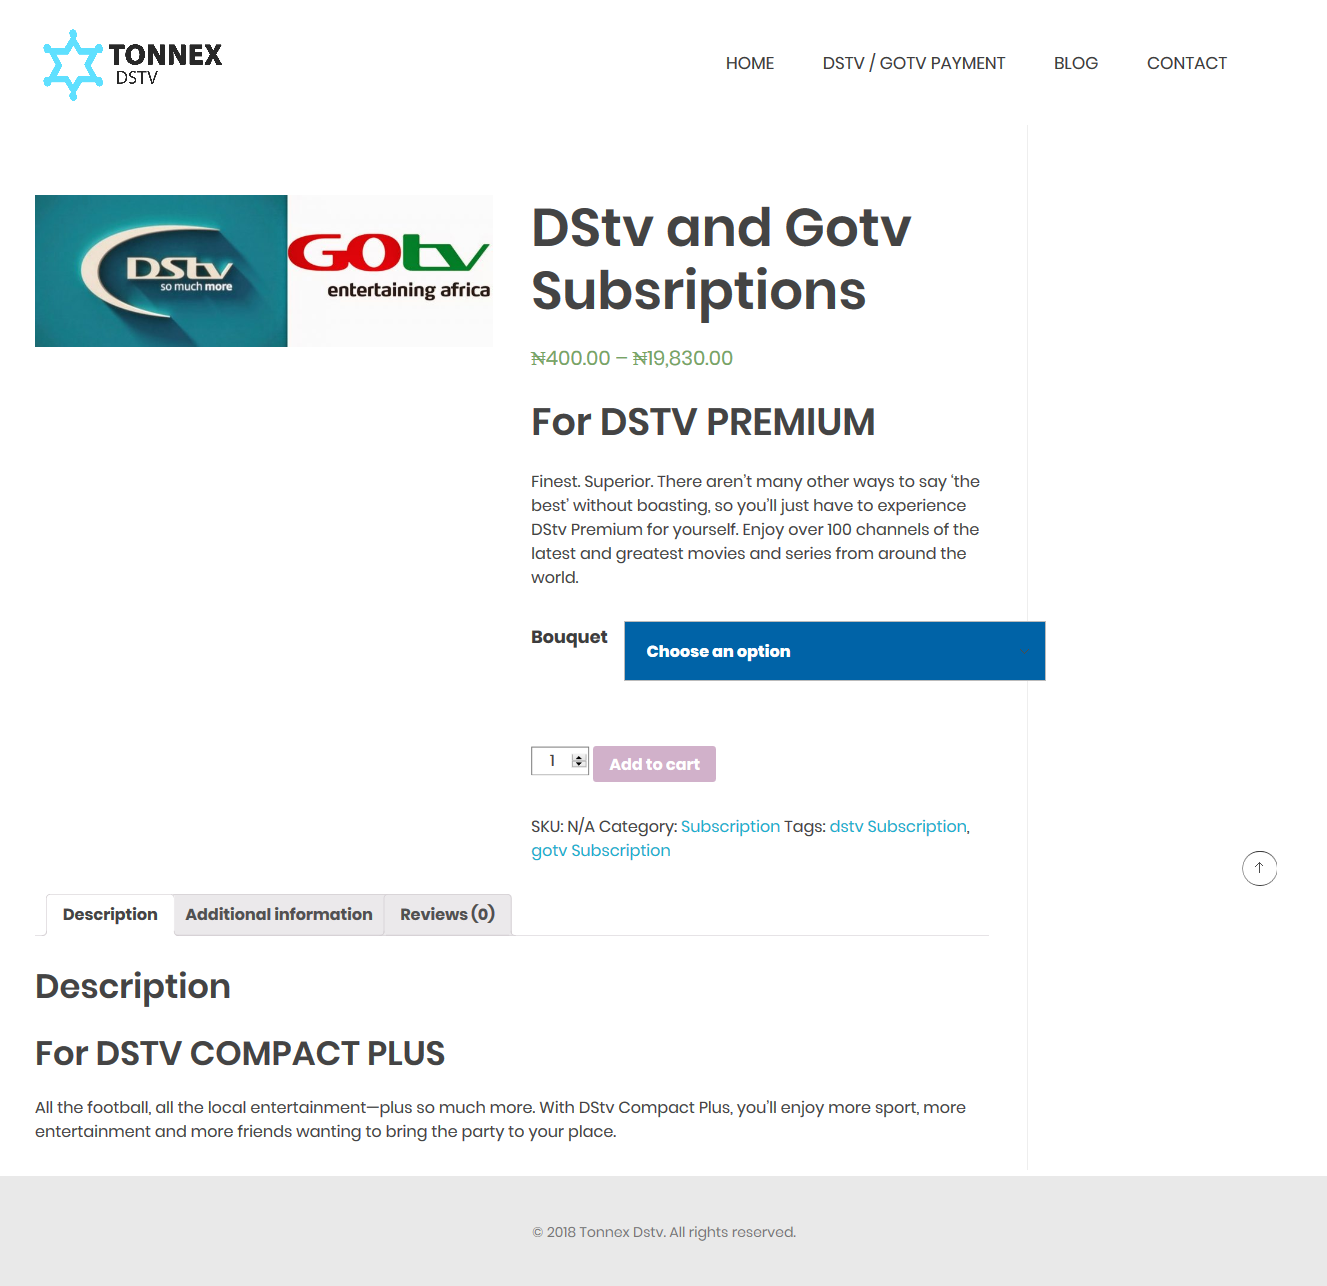 TONNEX
DSTV
HOME DSTV / GOTV PAYMENT BLOG CONTACT
DStv
so much more
GOtv
entertaining africa
DStv and Gotv
Subsriptions
₦400.00 – ₦19,830.00
For DSTV PREMIUM
Finest. Superior. There aren’t many other ways to say ‘the
best’ without boasting, so you’ll just have to experience
DStv Premium for yourself. Enjoy over 100 channels of the
latest and greatest movies and series from around the
world.
Bouquet Choose an option
1 Add to cart
SKU: N/A Category: Subscription Tags: dstv Subscription,
gotv Subscription
Description Additional information Reviews (0)
Description
For DSTV COMPACT PLUS
All the football, all the local entertainment—plus so much more. With DStv Compact Plus, you’ll enjoy more sport, more
entertainment and more friends wanting to bring the party to your place.
© 2018 Tonnex Dstv. All rights reserved.